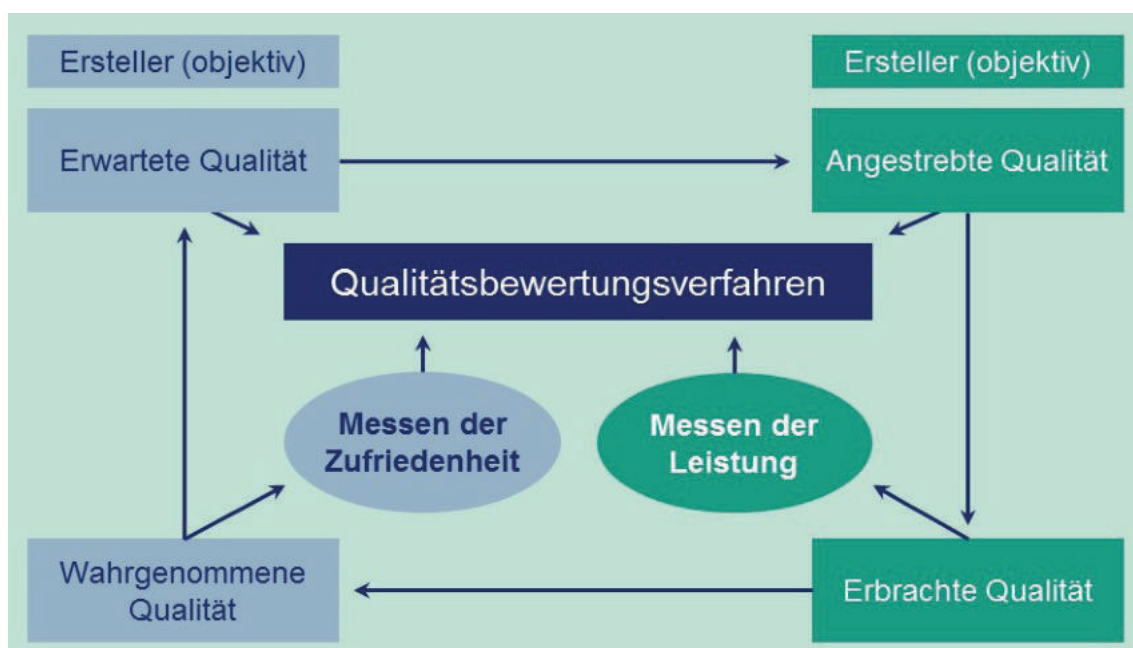 Ersteller (objektiv)
Ersteller (objektiv)
Erwartete Qualität
Angestrebte Qualität
Qualitätsbewertungsverfahren
Messen der
Zufriedenheit
Messen der
Leistung
Wahrgenommene
Qualität
Erbrachte Qualität